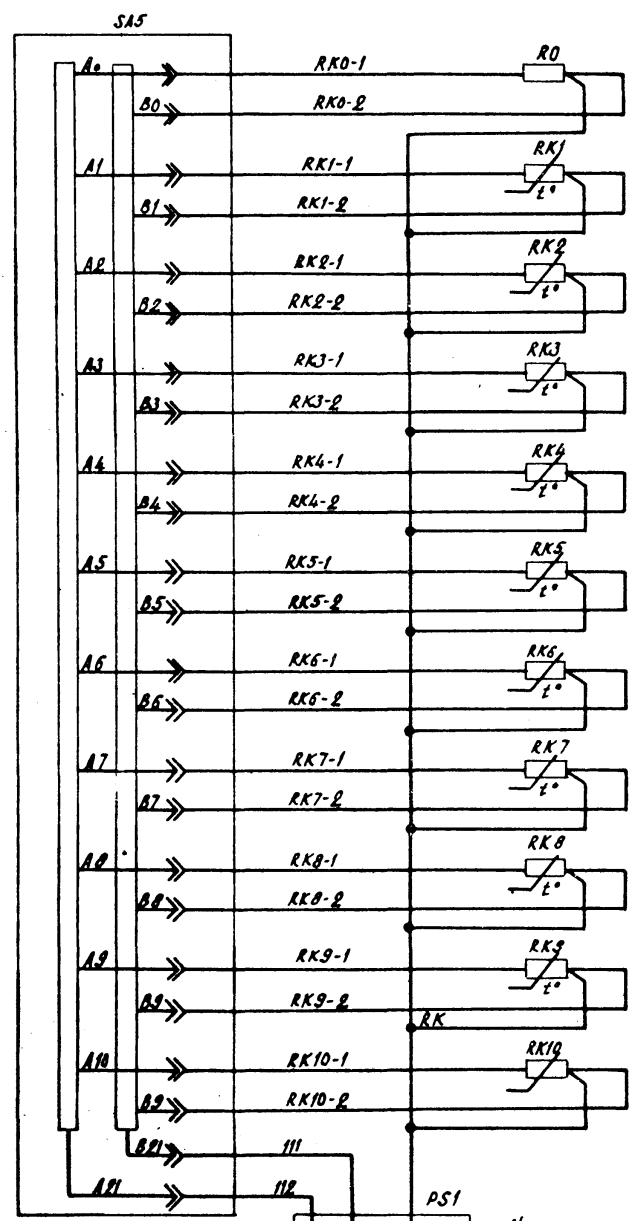 SA5
A0 RK0-1 R0
B0 RK0-2
A1 RK1-1 RK1
t°
B1 RK1-2
A2 RK2-1 RK2
t°
B2 RK2-2
A3 RK3-1 RK3
t°
B3 RK3-2
A4 RK4-1 RK4
t°
B4 RK4-2
A5 RK5-1 RK5
t°
B5 RK5-2
A6 RK6-1 RK6
t°
B6 RK6-2
A7 RK7-1 RK7
t°
B7 RK7-2
A8 RK8-1 RK8
t°
B8 RK8-2
A9 RK9-1 RK9
t°
B9 RK9-2
RK
A10 RK10-1 RK10
B9 RK10-2
B21 111
A21 112
PS1